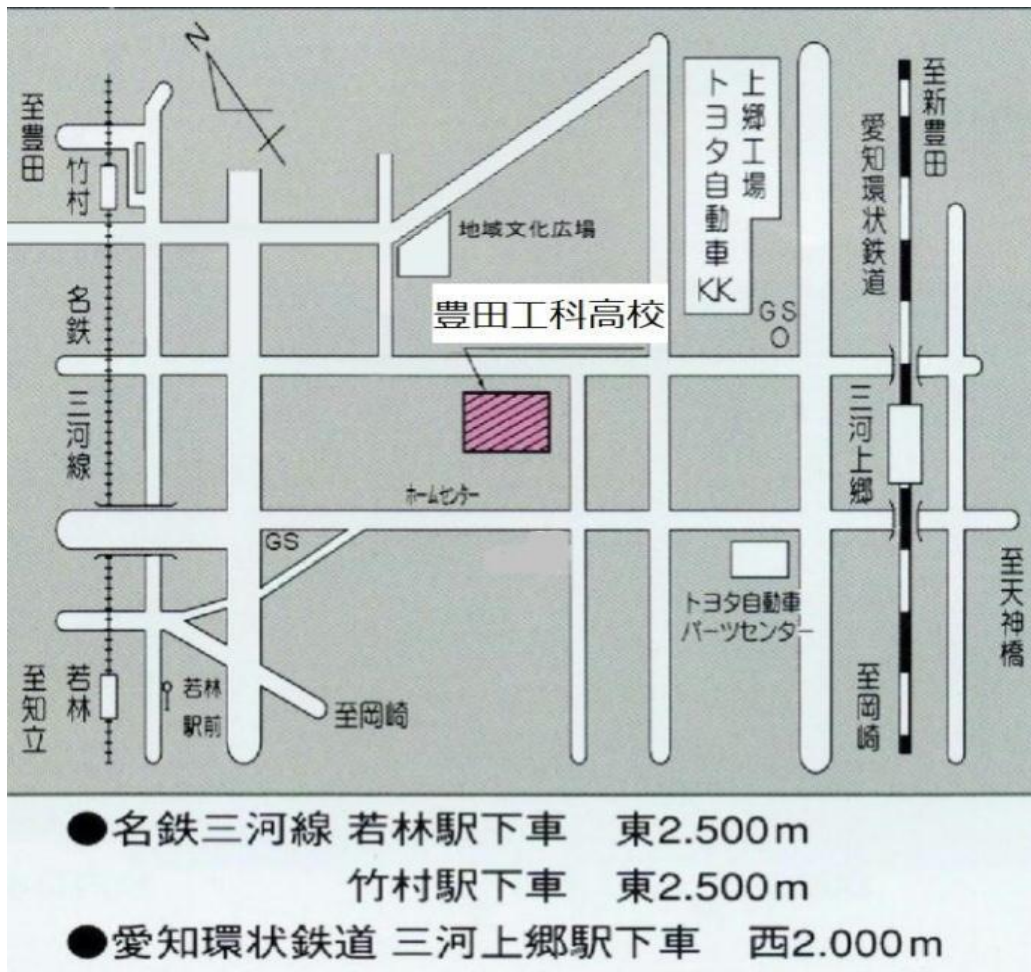 N
至豊田
竹村
名鉄
三河線
若林
至知立
若林
駅前
至岡崎
GS
ホームセンター
地域文化広場
豊田工科高校
上郷工場
トヨタ自動車KK
GS
愛知環状鉄道
至新豊田
三河上郷
トヨタ自動車
パーツセンター
至岡崎
至天神橋
●名鉄三河線 若林駅下車 東2.500m
竹村駅下車 東2.500m
●愛知環状鉄道 三河上郷駅下車 西2.000m